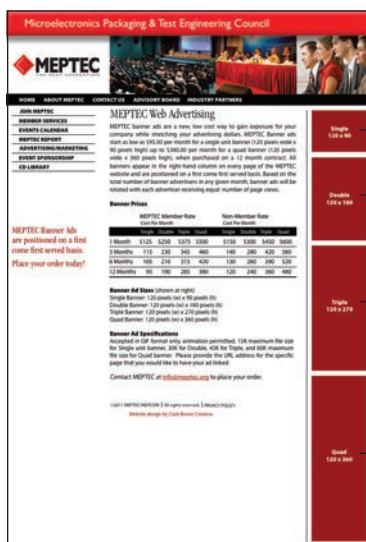 Microelectronics Packaging & Test Engineering Council
MEPTEC
HOME ABOUT MEPTEC CONTACT US ADVISORY BOARD INDUSTRY PARTNERS
JOIN MEPTEC
MEMBER SERVICES
EVENTS CALENDAR
MEPTEC REPORT
ADVERTISING/MARKETING
EVENT SPONSORSHIP
CD LIBRARY
MEPTEC Banner Ads
are positioned on a first
come first served basis.
Place your order today!
MEPTEC Web Advertising
MEPTEC banner ads are a new, low cost way to gain exposure for your
company while stretching your advertising dollars. MEPTEC Banner ads
start as low as $95.00 per month for a single unit banner (120 pixels wide x
90 pixels high) up to $380.00 per month for a quad banner (120 pixels
wide x 360 pixels high), when purchased on a 12 month contract. All
banners appear in the right-hand column on every page of the MEPTEC
website and are positioned on a first come first served basis. Based on the
total number of banner advertisers in any given month, banner ads will be
rotated with each advertiser receiving equal number of page views.
Banner Prices
MEPTEC Member Rate Non-Member Rate
Cost Per Month Cost Per Month
Single Double Triple Quad Single Double Triple Quad
1 Month $125 $250 $375 $500 $150 $300 $450 $600
3 Months 115 230 345 460 140 280 420 560
6 Months 105 210 315 420 130 260 390 520
12 Months 95 190 285 380 120 240 360 480
Banner Ad Sizes (shown at right)
Single Banner: 120 pixels (w) x 90 pixels (h)
Double Banner: 120 pixels (w) x 180 pixels (h)
Triple Banner: 120 pixels (w) x 270 pixels (h)
Quad Banner: 120 pixels (w) x 360 pixels (h)
Banner Ad Specifications
Accepted in GIF format only, animation permitted. 15K maximum file size
for Single unit banner, 30K for Double, 45K for Triple, and 60K maximum
file size for Quad banner. Please provide the URL address for the specific
page that you would like to have your ad linked.
Contact MEPTEC at info@meptec.org to place your order.
©2011 MEPTEC/MEPCOM | All rights reserved. | PRIVACY POLICY
Website design by Clark Brown Creative.
Single
120 x 90
Double
120 x 180
Triple
120 x 270
Quad
120 x 360